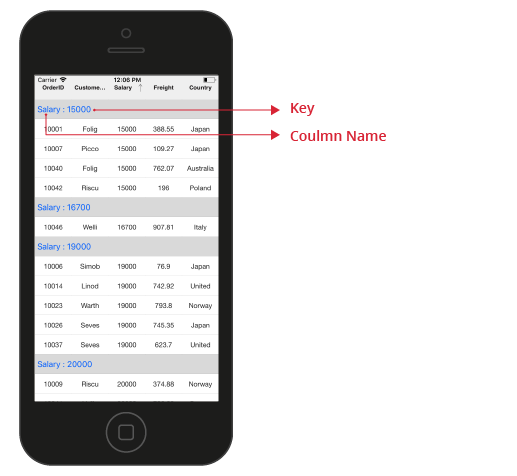 Carrier 12:06 PM
OrderID Custome... Salary ↑ Freight Country
Salary : 15000
Key
10001 Folig 15000 388.55 Japan
Coulmn Name
10007 Picco 15000 109.27 Japan
10040 Folig 15000 762.07 Australia
10042 Riscu 15000 196 Poland
Salary : 16700
10046 Welli 16700 907.81 Italy
Salary : 19000
10006 Simob 19000 76.9 Japan
10014 Linod 19000 742.92 United
10023 Warth 19000 793.8 Norway
10026 Seves 19000 745.35 Japan
10037 Seves 19000 623.7 United
Salary : 20000
10009 Riscu 20000 374.88 Norway